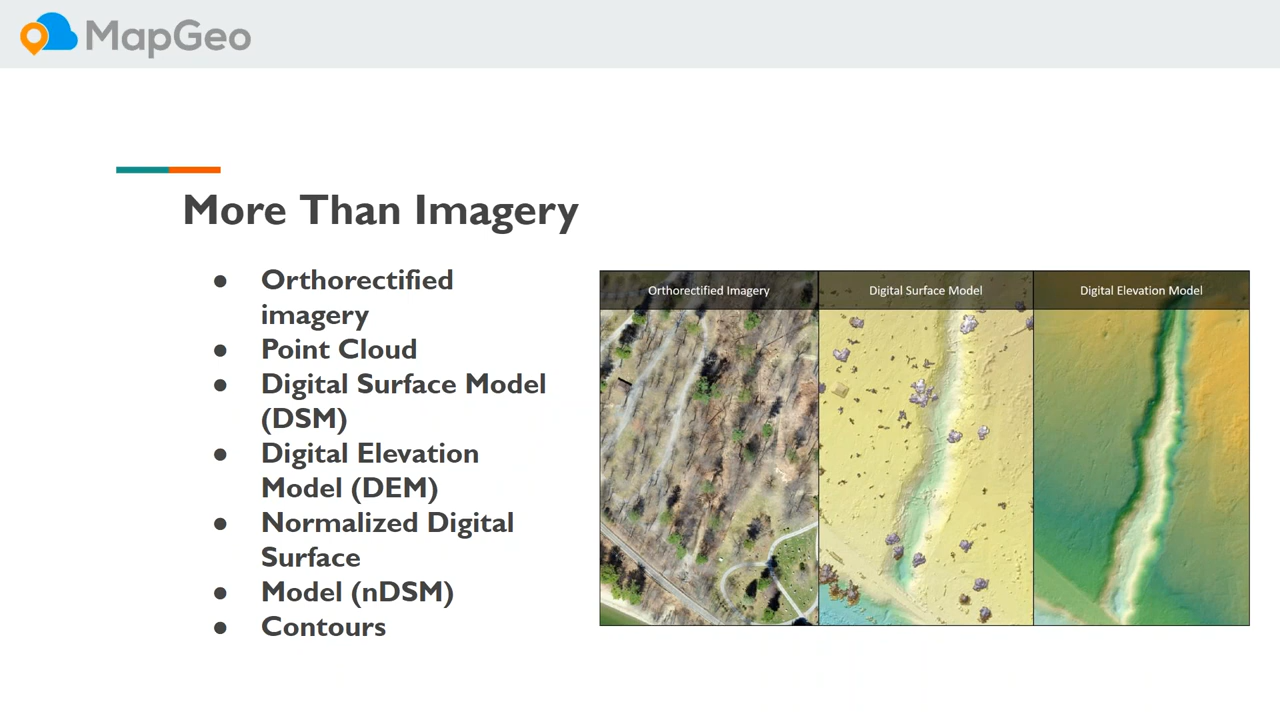 MapGeo
More Than Imagery
● Orthorectified
imagery
● Point Cloud
● Digital Surface Model
(DSM)
● Digital Elevation
Model (DEM)
● Normalized Digital
Surface
● Model (nDSM)
● Contours
Orthorectified Imagery
Digital Surface Model
Digital Elevation Model